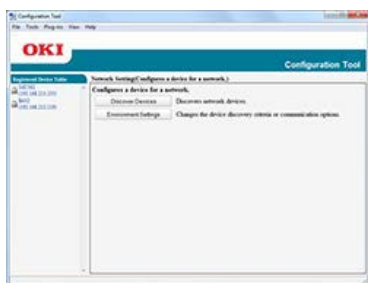 Configuration Tool
File Tools Plug-ins View Help
OKI
Configuration Tool
Registered Device Table
Network Setting(Configures a device for a network.)
Configures a device for a network.
Discover Devices
Discovers network devices.
Environment Settings
Changes the device discovery criteria or communication options.